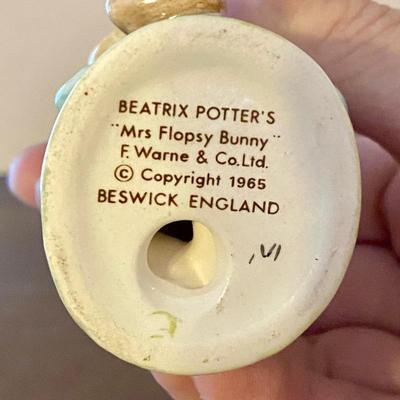 BEATRIX POTTER'S
"Mrs Flopsy Bunny"
F. Warne & Co. Ltd.
© Copyright 1965
BESWICK ENGLAND